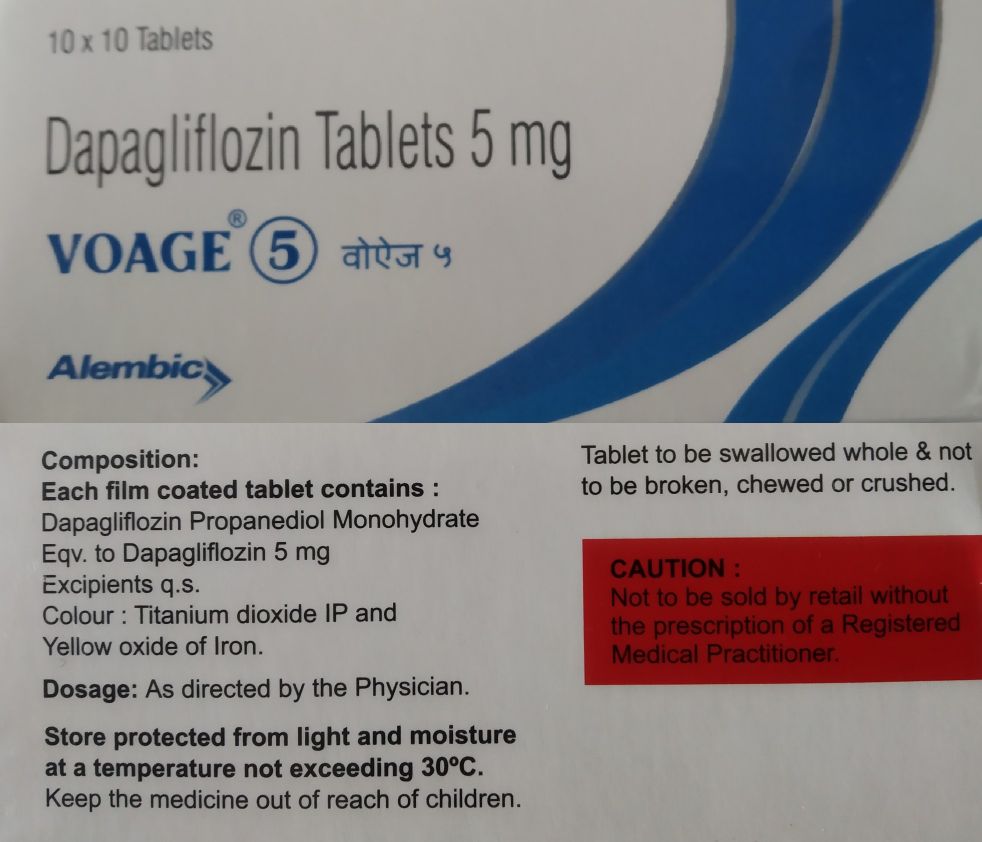 10 x 10 Tablets
Dapagliflozin Tablets 5 mg
VOAGE® 5 वोऐज ५
Alembic
Composition:
Each film coated tablet contains :
Dapagliflozin Propanediol Monohydrate
Eqv. to Dapagliflozin 5 mg
Excipients q.s.
Colour : Titanium dioxide IP and
Yellow oxide of Iron.
Dosage: As directed by the Physician.
Store protected from light and moisture
at a temperature not exceeding 30ºC.
Keep the medicine out of reach of children.
Tablet to be swallowed whole & not
to be broken, chewed or crushed.
CAUTION :
Not to be sold by retail without
the prescription of a Registered
Medical Practitioner.